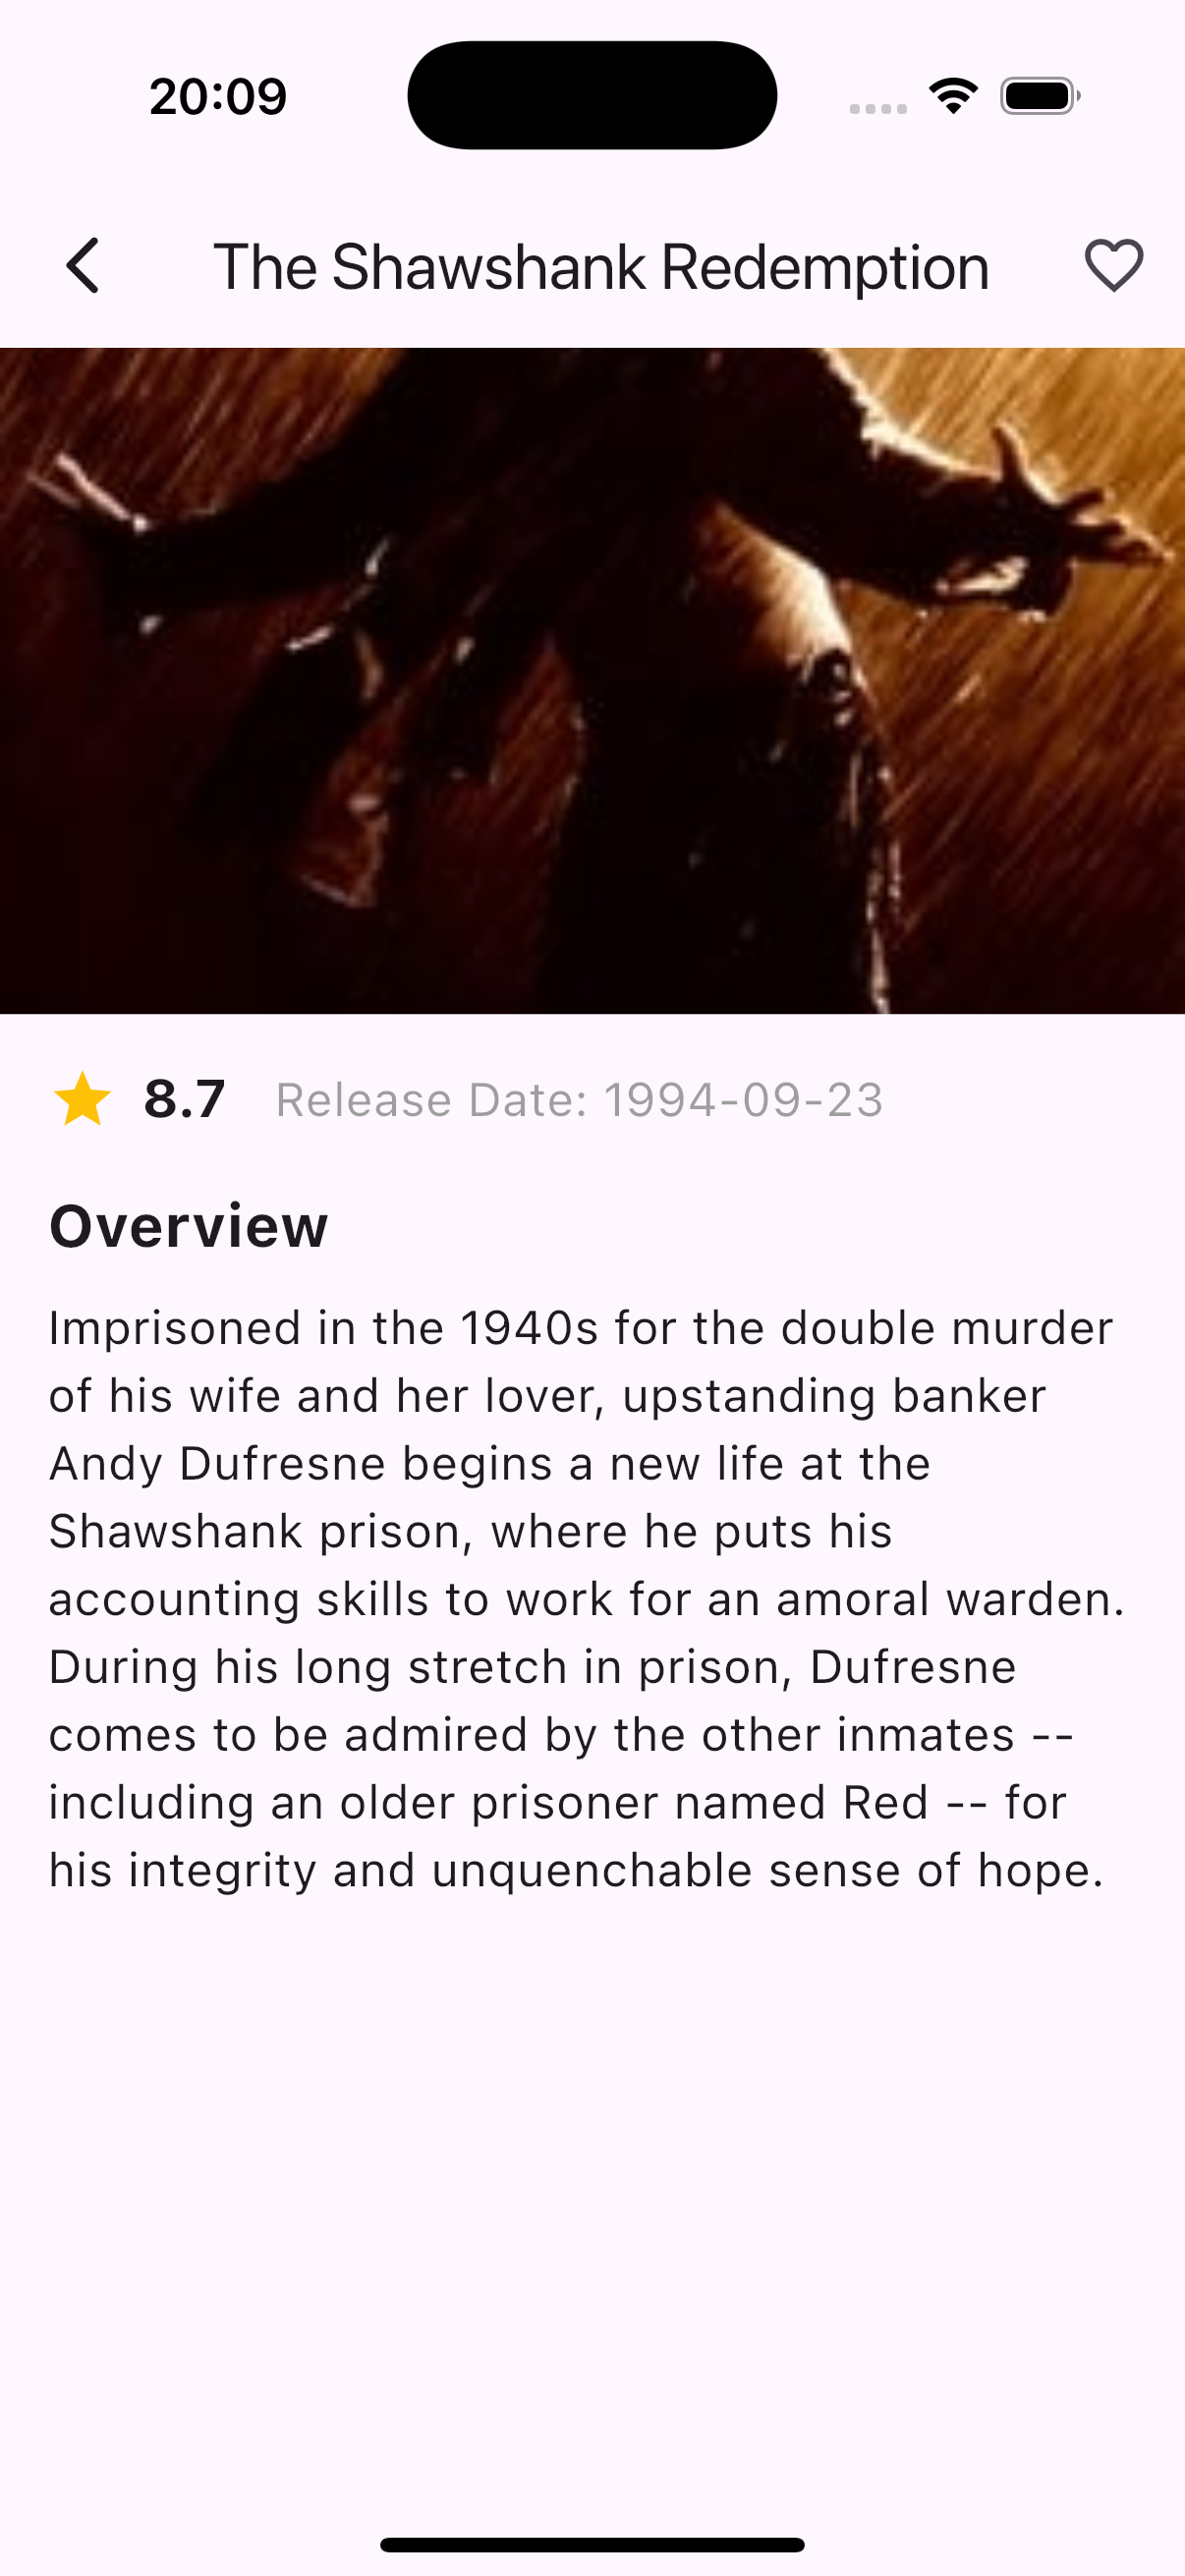 20:09
The Shawshank Redemption
8.7 Release Date: 1994-09-23
Overview
Imprisoned in the 1940s for the double murder
of his wife and her lover, upstanding banker
Andy Dufresne begins a new life at the
Shawshank prison, where he puts his
accounting skills to work for an amoral warden.
During his long stretch in prison, Dufresne
comes to be admired by the other inmates --
including an older prisoner named Red -- for
his integrity and unquenchable sense of hope.